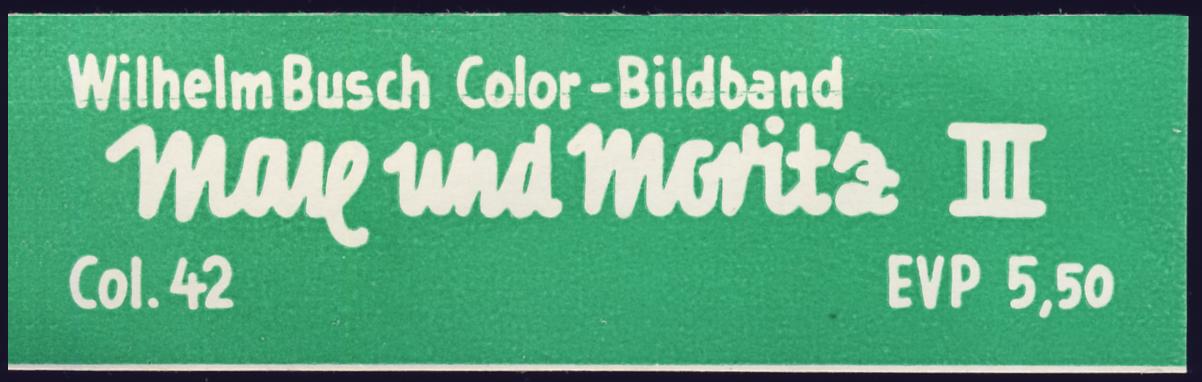 Wilhelm Busch Color-Bildband
Max und Moritz III
Col. 42
EVP 5,50